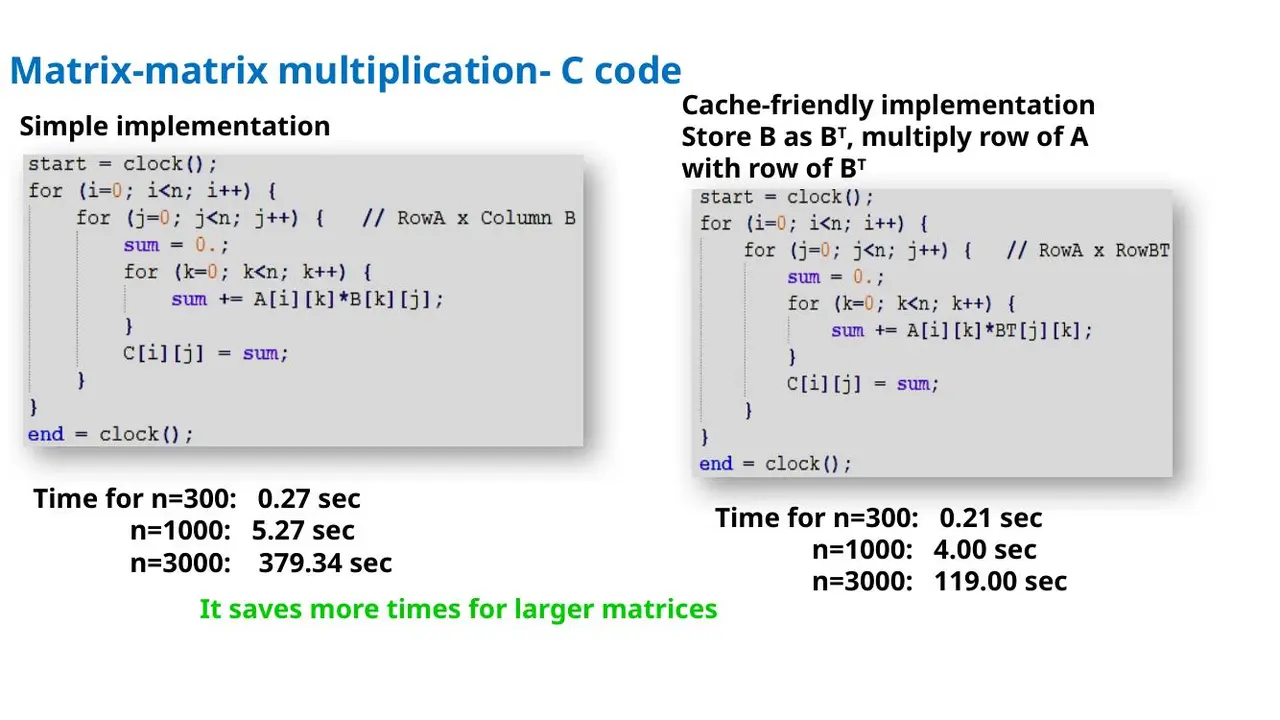 Matrix-matrix multiplication- C code
Simple implementation
start = clock();
for (i=0; i<n; i++) {
for (j=0; j<n; j++) { // RowA x Column B
sum = 0.;
for (k=0; k<n; k++) {
sum += A[i][k]*B[k][j];
}
C[i][j] = sum;
}
}
end = clock();
Time for n=300: 0.27 sec
n=1000: 5.27 sec
n=3000: 379.34 sec
Cache-friendly implementation
Store B as Bᵀ, multiply row of A
with row of Bᵀ
start = clock();
for (i=0; i<n; i++) {
for (j=0; j<n; j++) { // RowA x RowBT
sum = 0.;
for (k=0; k<n; k++) {
sum += A[i][k]*BT[j][k];
}
C[i][j] = sum;
}
}
end = clock();
Time for n=300: 0.21 sec
n=1000: 4.00 sec
n=3000: 119.00 sec
It saves more times for larger matrices